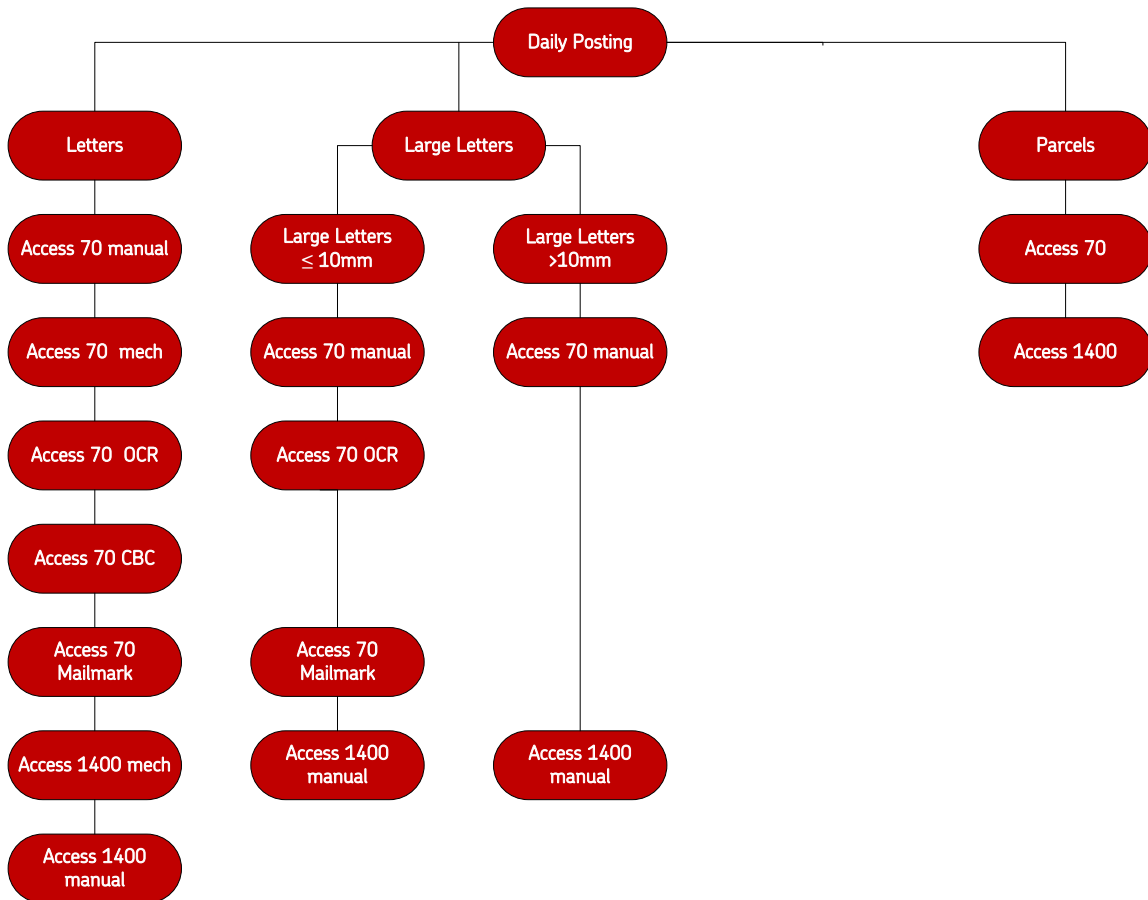 Daily Posting
Letters
Large Letters
Parcels
Access 70 manual
Large Letters
≤ 10mm
Large Letters
>10mm
Access 70
Access 70  mech
Access 70 manual
Access 70 manual
Access 1400
Access 70  OCR
Access 70 OCR
Access 70 CBC
Access 70
Mailmark
Access 70
Mailmark
Access 1400 mech
Access 1400
manual
Access 1400
manual
Access 1400
manual